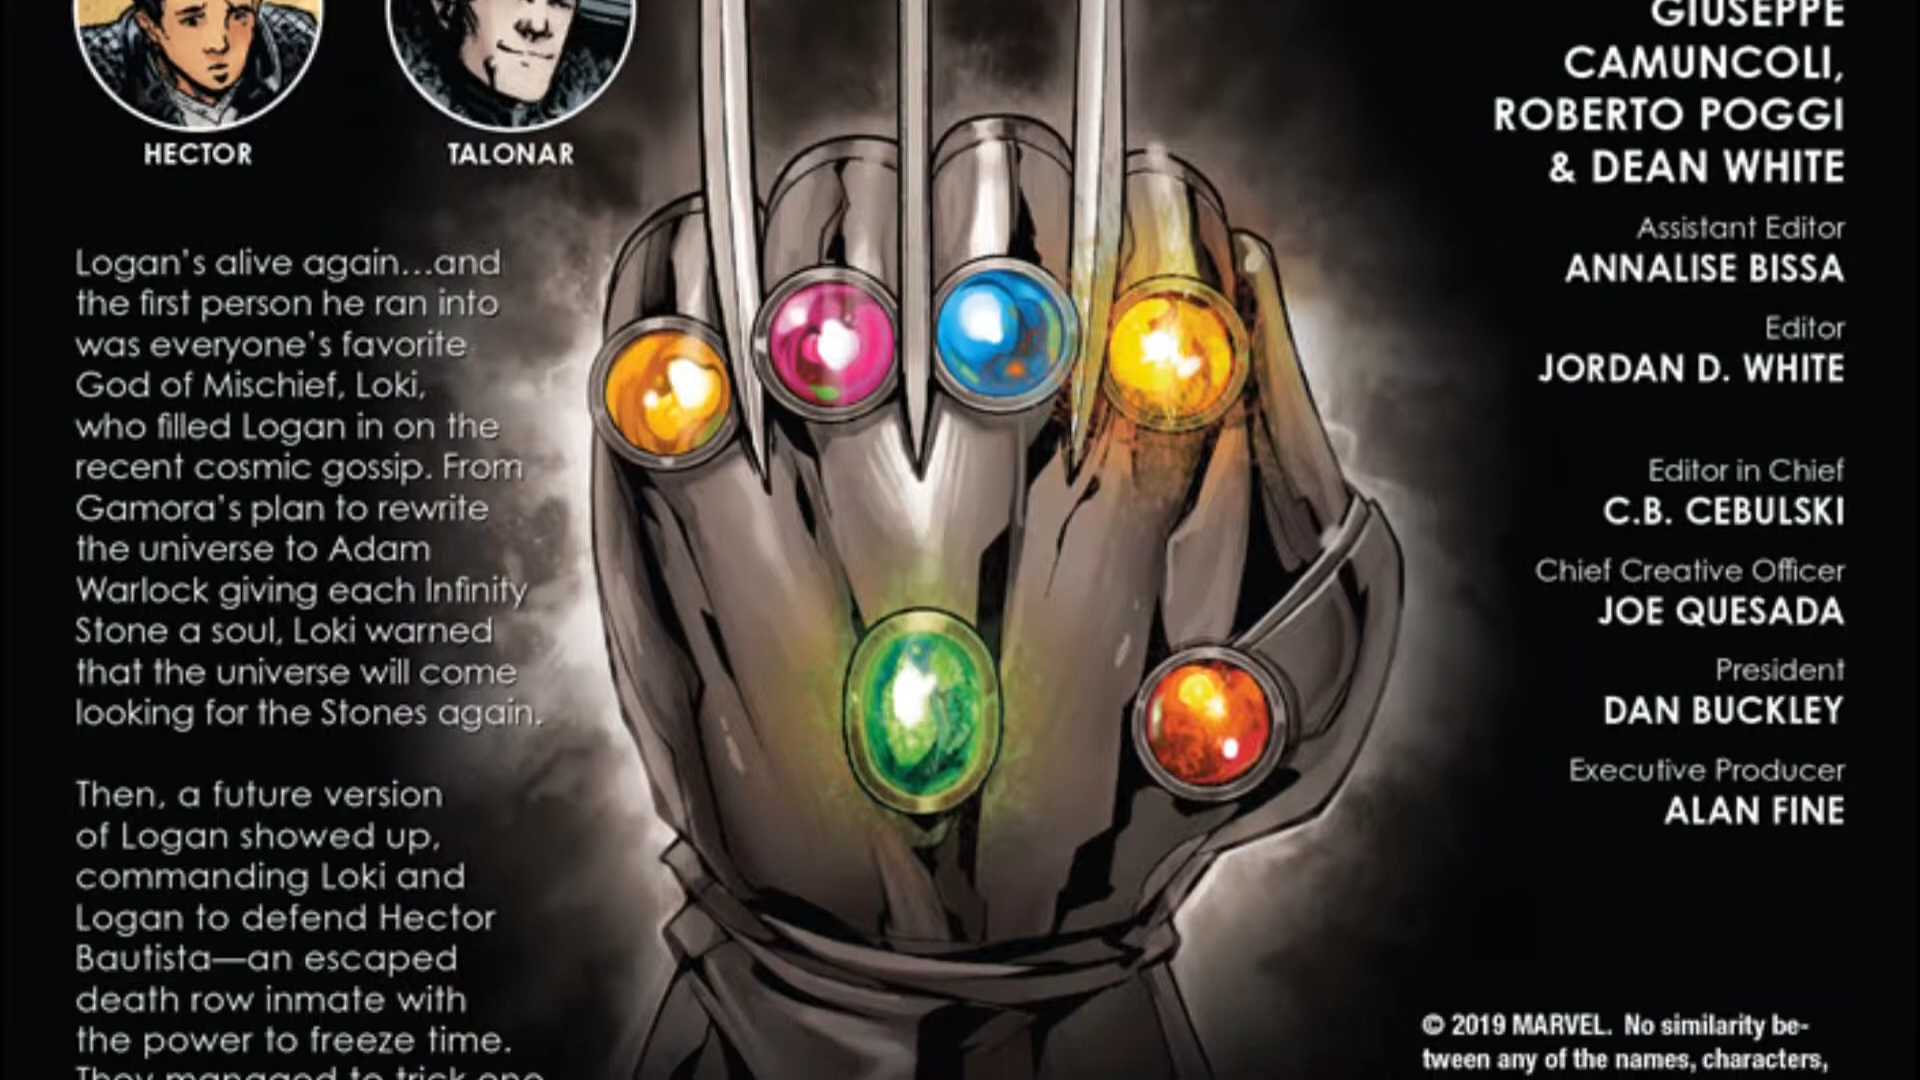 HECTOR
TALONAR
Logan's alive again...and
the first person he ran into
was everyone's favorite
God of Mischief, Loki,
who filled Logan in on the
recent cosmic gossip. From
Gamora's plan to rewrite
the universe to Adam
Warlock giving each Infinity
Stone a soul, Loki warned
that the universe will come
looking for the Stones again.
Then, a future version
of Logan showed up,
commanding Loki and
Logan to defend Hector
Bautista—an escaped
death row inmate with
the power to freeze time.
They managed to trick one
GIUSEPPE
CAMUNCOLI,
ROBERTO POGGI
& DEAN WHITE
Assistant Editor
ANNALISE BISSA
Editor
JORDAN D. WHITE
Editor in Chief
C.B. CEBULSKI
Chief Creative Officer
JOE QUESADA
President
DAN BUCKLEY
Executive Producer
ALAN FINE
© 2019 MARVEL. No similarity be-
tween any of the names, characters,